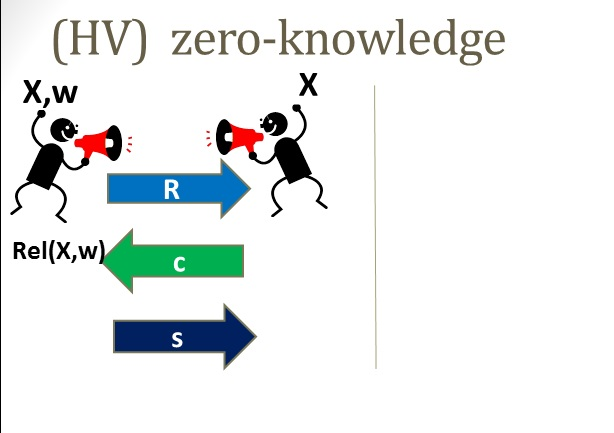 (HV) zero-knowledge
X,w
X
R
Rel(X,w)
c
s